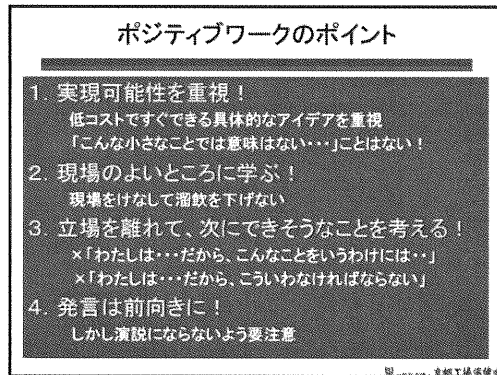 ポジティブワークのポイント
1. 実現可能性を重視!
低コストですぐできる具体的なアイデアを重視
「こんな小さなことでは意味はない・・・」ことはない!
2. 現場のよいところに学ぶ!
現場をけなして溜飲を下げない
3. 立場を離れて、次にできそうなことを考える!
×「わたしは・・・だから、こんなことをいうわけには・・」
×「わたしは・・・だから、こういわなければならない」
4. 発言は前向きに!
しかし演説にならないよう要注意